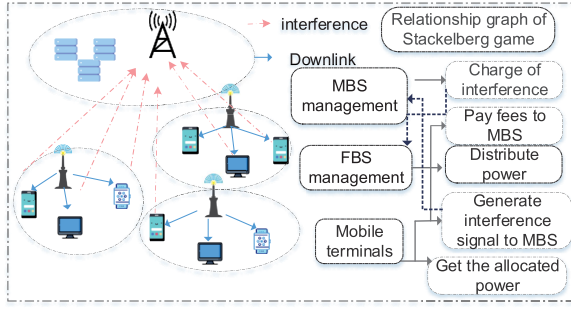 interference
Relationship graph of
Stackelberg game
Downlink
MBS
management
Charge of
interference
Pay fees to
MBS
FBS
management
Distribute
power
Mobile
terminals
Generate
interference
signal to MBS
Get the allocated
power